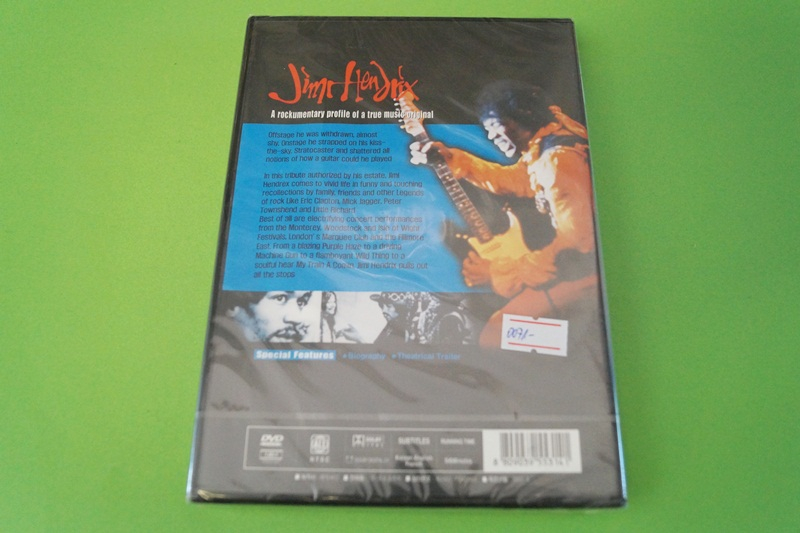 Jimi Hendrix
A rockumentary profile of a true music original
Offstage he was withdrawn, almost
shy. Onstage he strapped on his kiss-
the-sky. Stratocaster and shattered all
notions of how a guitar could be played.
In this tribute authorized by his estate, Jimi
Hendrix comes to vivid life in funny and touching
recollections by family, friends and other. Legends
of rock Like Eric Clapton, Mick Jagger, Peter
Townshend and Little Richard.
Best of all are electrifying concert performances
from the Monterey, Woodstock and Isle of Wight
Festivals, London's Marquee Club and the Fillmore
East. From a blazing Purple Haze to a driving
Machine Gun to a flamboyant Wild Thing to a
soulful hear My Train A Comin', Jimi Hendrix pulls out
all the stops.
Special Features Biography Theatrical Trailer
DVD NTSC DOLBY SUBTITLES RUNNING TIME